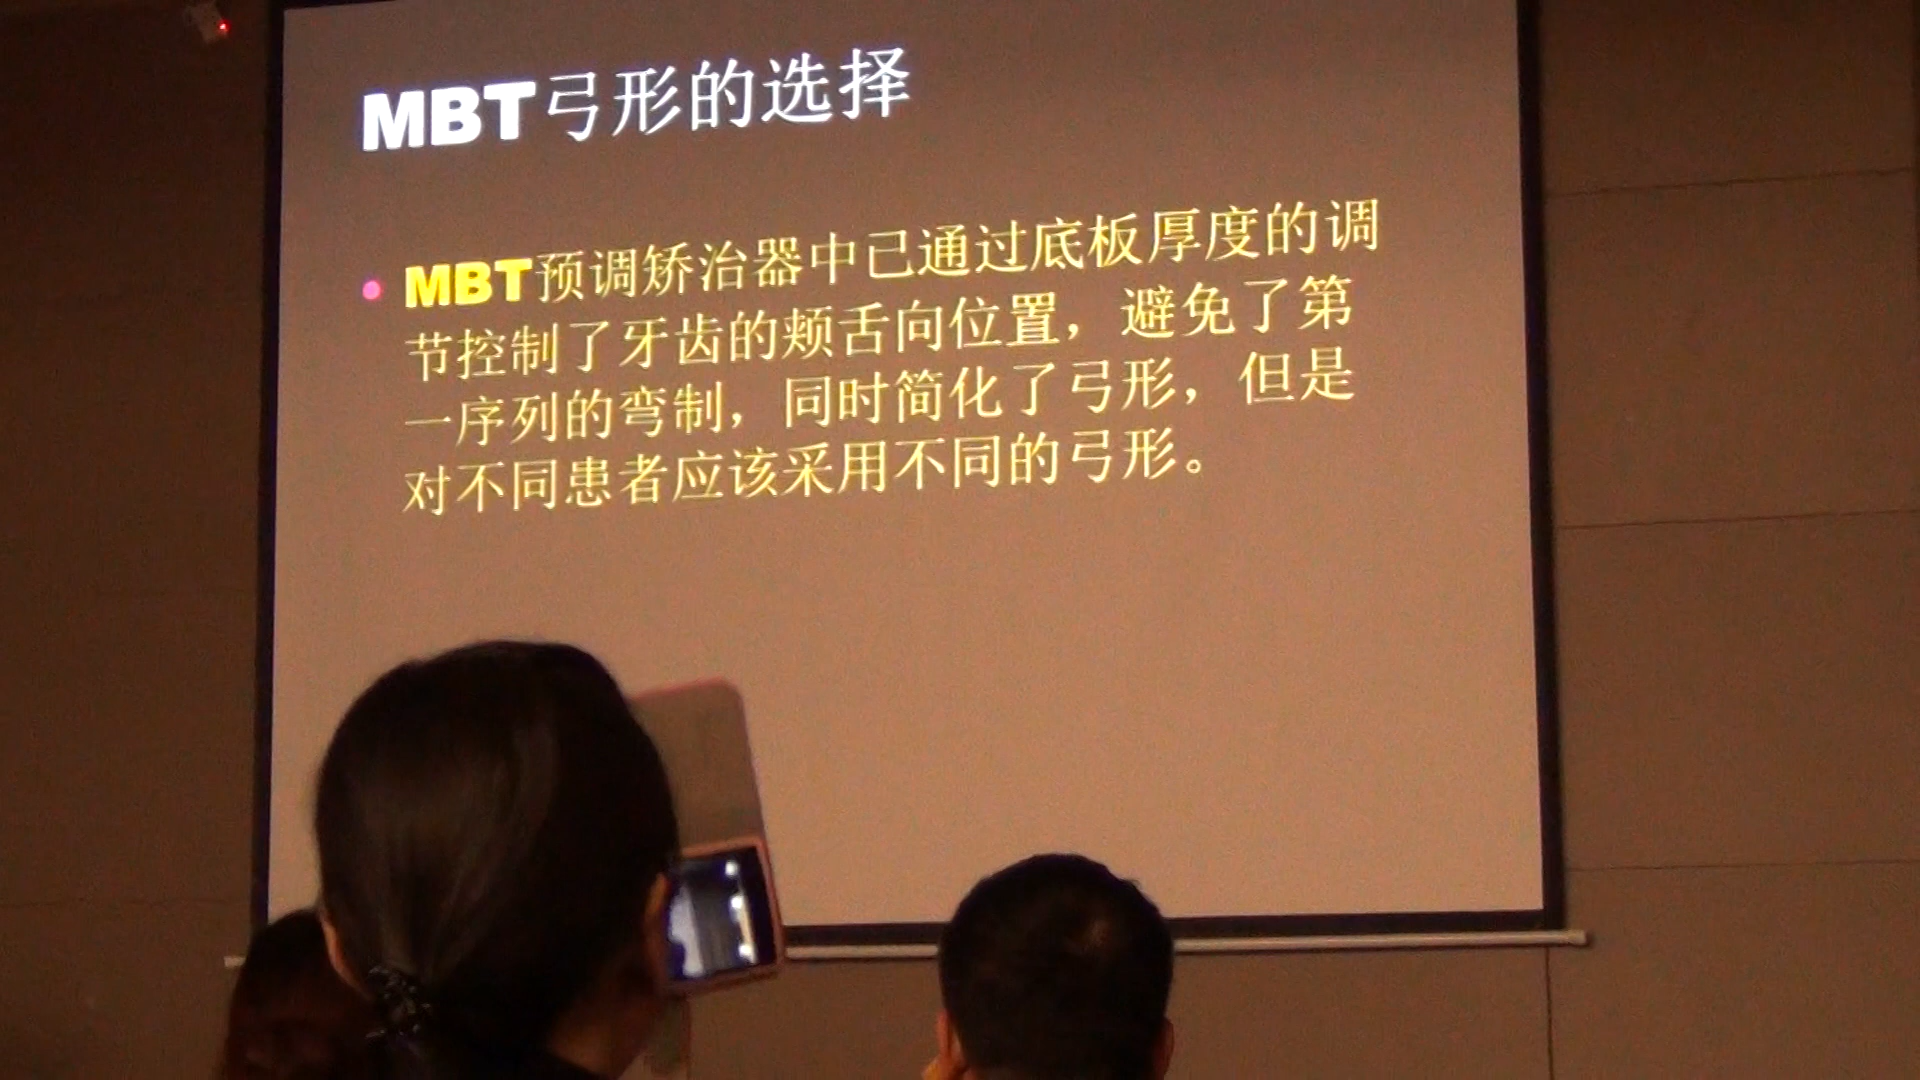 MBT弓形的选择
MBT预调矫治器中已通过底板厚度的调
节控制了牙齿的颊舌向位置，避免了第
一序列的弯制，同时简化了弓形，但是
对不同患者应该采用不同的弓形。